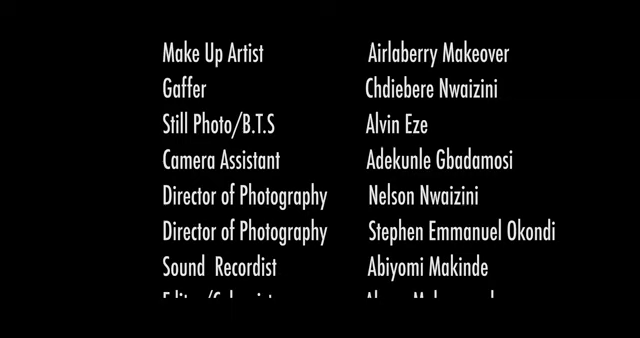 Make Up Artist Airlaberry Makeover
Gaffer Chdiebere Nwaizini
Still Photo/B.T.S Alvin Eze
Camera Assistant Adekunle Gbadamosi
Director of Photography Nelson Nwaizini
Director of Photography Stephen Emmanuel Okondi
Sound Recordist Abiyomi Makinde